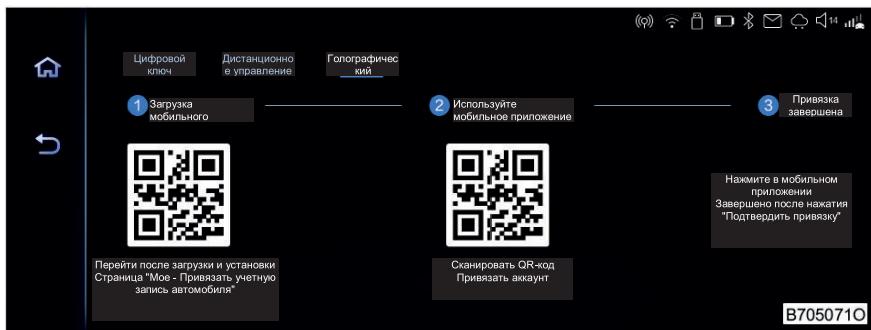 14
Цифровой
ключ
Дистанционно
е управление
Голографичес
кий
1 Загрузка
мобильного
2 Используйте
мобильное приложение
3 Привязка
завершена
Нажмите в мобильном
приложении
Завершено после нажатия
"Подтвердить привязку"
Перейти после загрузки и установки
Страница "Мое - Привязать учетную
запись автомобиля"
Сканировать QR-код
Привязать аккаунт
B705071O